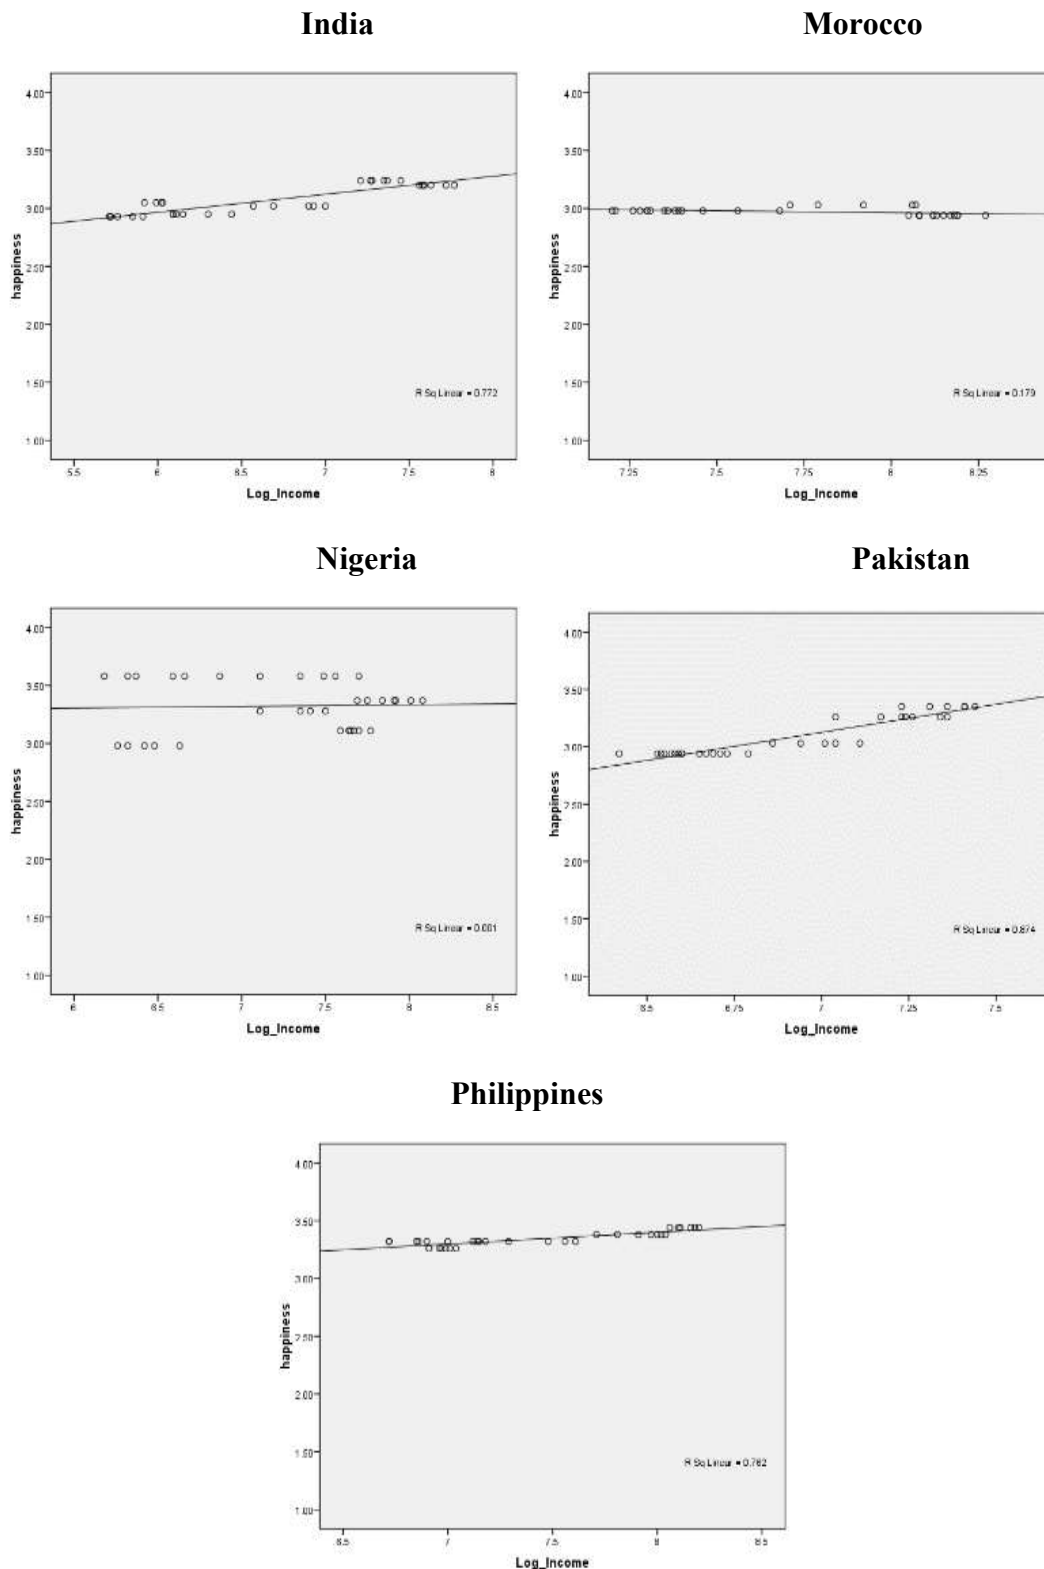 India
Morocco
4.00
3.50
3.00
2.50
2.00
1.50
1.00
happiness
R Sq Linear = 0.772
5.5 6 6.5 7 7.5 8
Log_Income
4.00
3.50
3.00
2.50
2.00
1.50
1.00
happiness
R Sq Linear = 0.179
7.25 7.5 7.75 8 8.25
Log_Income
Nigeria
Pakistan
4.00
3.50
3.00
2.50
2.00
1.50
1.00
happiness
R Sq Linear = 0.001
6 6.5 7 7.5 8 8.5
Log_Income
4.00
3.50
3.00
2.50
2.00
1.50
1.00
happiness
R Sq Linear = 0.874
6.5 6.75 7 7.25 7.5
Log_Income
Philippines
4.00
3.50
3.00
2.50
2.00
1.50
1.00
happiness
R Sq Linear = 0.762
6.5 7 7.5 8 8.5
Log_Income